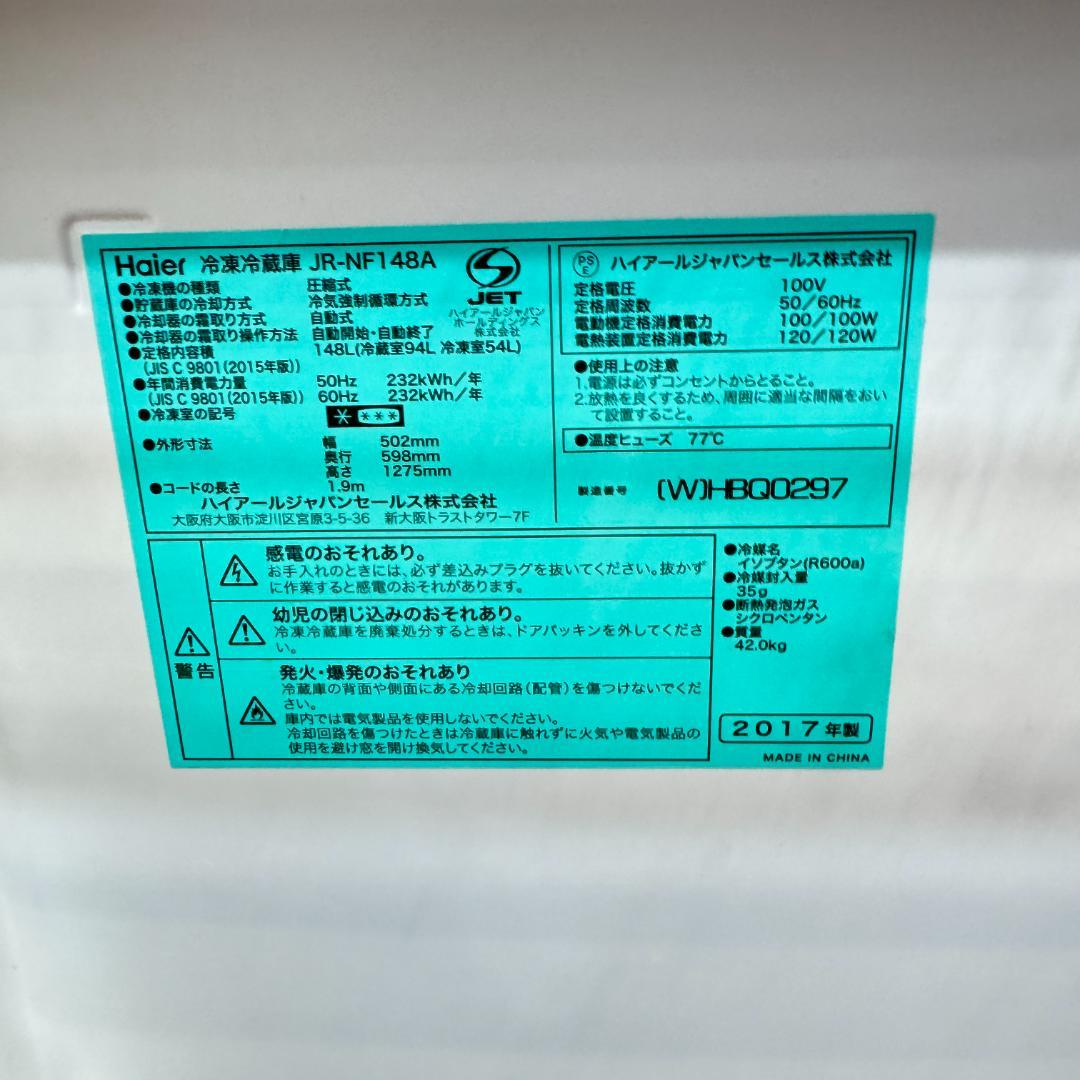 Haier 冷凍冷蔵庫 JR-NF148A
●冷凍機の種類 圧縮式
●貯蔵庫の冷却方式 冷気強制循環方式
●冷却器の霜取り方式 自動式
●冷却器の霜取り操作方法 自動開始・自動終了
●定格内容積 148L(冷蔵室94L 冷凍室54L)
(JIS C 9801(2015年版))
●年間消費電力量 50Hz 232kWh/年
(JIS C 9801(2015年版)) 60Hz 232kWh/年
●冷凍室の記号 * ***
●外形寸法 幅 502mm
奥行 598mm
高さ 1275mm
●コードの長さ 1.9m
ハイアールジャパンセールス株式会社
大阪府大阪市淀川区宮原3-5-36 新大阪トラストタワー7F
JET
ハイアールジャパン
ホールディングス
株式会社
PS
E
ハイアールジャパンセールス株式会社
定格電圧 100V
定格周波数 50/60Hz
電動機定格消費電力 100/100W
電熱装置定格消費電力 120/120W
●使用上の注意
1.電源は必ずコンセントからとること。
2.放熱を良くするため、周囲に適当な間隔をおい
て設置すること。
●温度ヒューズ 77℃
製造番号 (W)HBQ0297
警告
感電のおそれあり。
お手入れのときには、必ず差込みプラグを抜いてください。抜かず
に作業すると感電のおそれがあります。
幼児の閉じ込めのおそれあり。
冷凍冷蔵庫を廃棄処分するときは、ドアパッキンを外してくださ
い。
発火・爆発のおそれあり
冷蔵庫の背面や側面にある冷却回路(配管)を傷つけないでくだ
さい。
庫内では電気製品を使用しないでください。
冷却回路を傷つけたときは冷蔵庫に触れずに火気や電気製品の
使用を避け窓を開け換気してください。
●冷媒名
イソブタン(R600a)
●冷媒封入量
35g
●断熱発泡ガス
シクロペンタン
●質量
42.0kg
2017年製
MADE IN CHINA